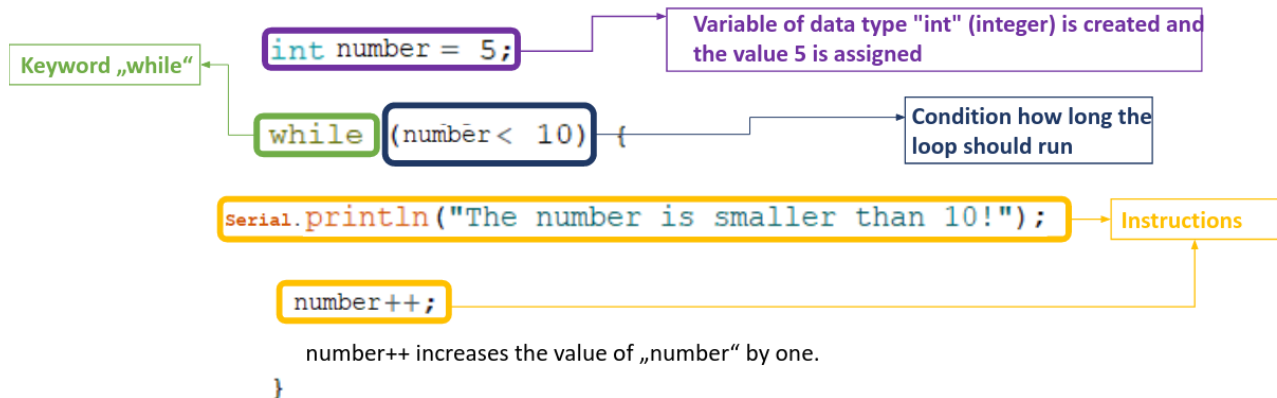 int number = 5;
Variable of data type "int" (integer) is created and
the value 5 is assigned
Keyword „while“
while (number< 10) {
Condition how long the
loop should run
Serial.println("The number is smaller than 10!");
Instructions
number++;
number++ increases the value of „number“ by one.
}